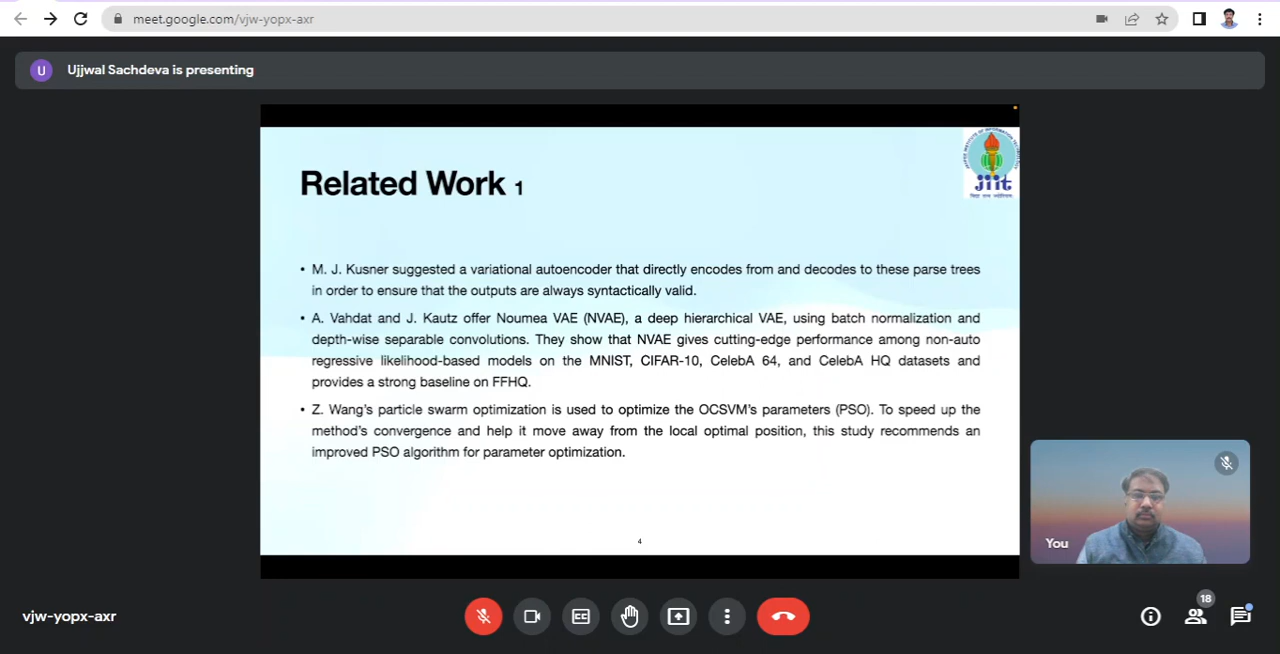 meet.google.com/vjw-yopx-axr
U
Ujjwal Sachdeva is presenting
jiit
Related Work 1
• M. J. Kusner suggested a variational autoencoder that directly encodes from and decodes to these parse trees
in order to ensure that the outputs are always syntactically valid.
• A. Vahdat and J. Kautz offer Noumea VAE (NVAE), a deep hierarchical VAE, using batch normalization and
depth-wise separable convolutions. They show that NVAE gives cutting-edge performance among non-auto
regressive likelihood-based models on the MNIST, CIFAR-10, CelebA 64, and CelebA HQ datasets and
provides a strong baseline on FFHQ.
• Z. Wang's particle swarm optimization is used to optimize the OCSVM's parameters (PSO). To speed up the
method's convergence and help it move away from the local optimal position, this study recommends an
improved PSO algorithm for parameter optimization.
4
You
vjw-yopx-axr
CC
18